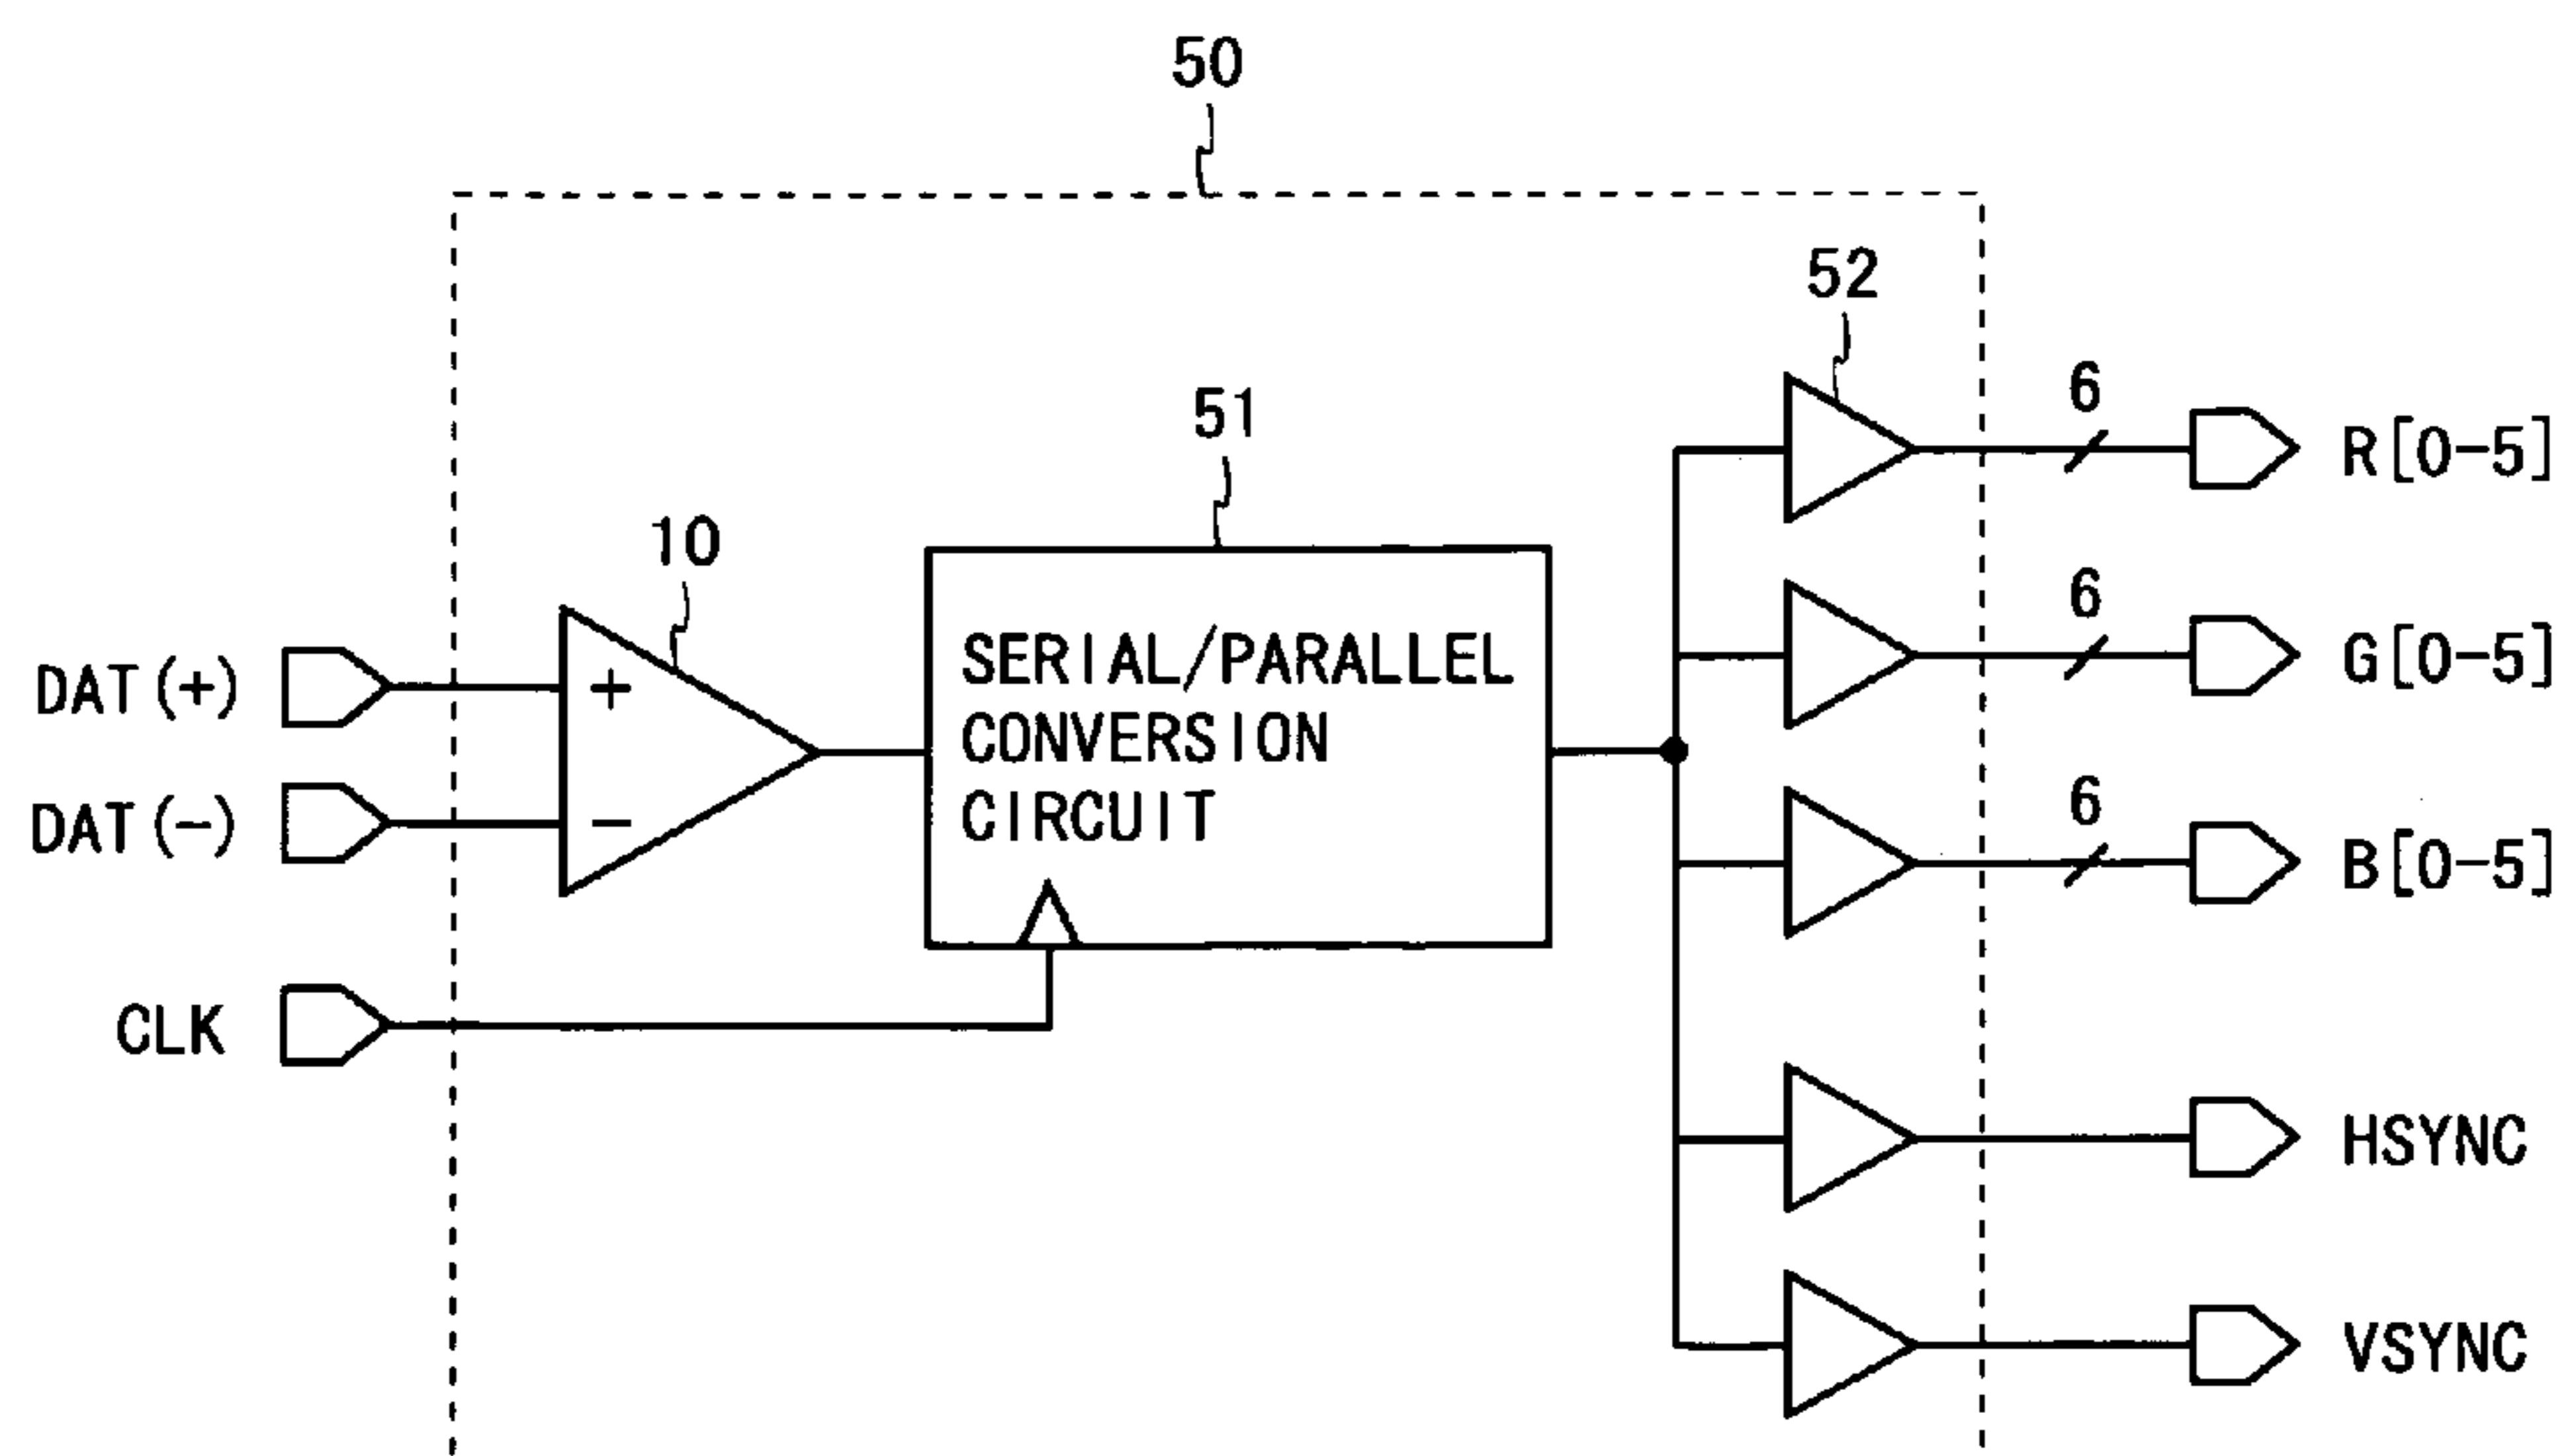 50
52
51
10
6
R[0-5]
6
G[0-5]
6
B[0-5]
DAT(+)
+
DAT(-)
−
SERIAL/PARALLEL
CONVERSION
CIRCUIT
CLK
HSYNC
VSYNC